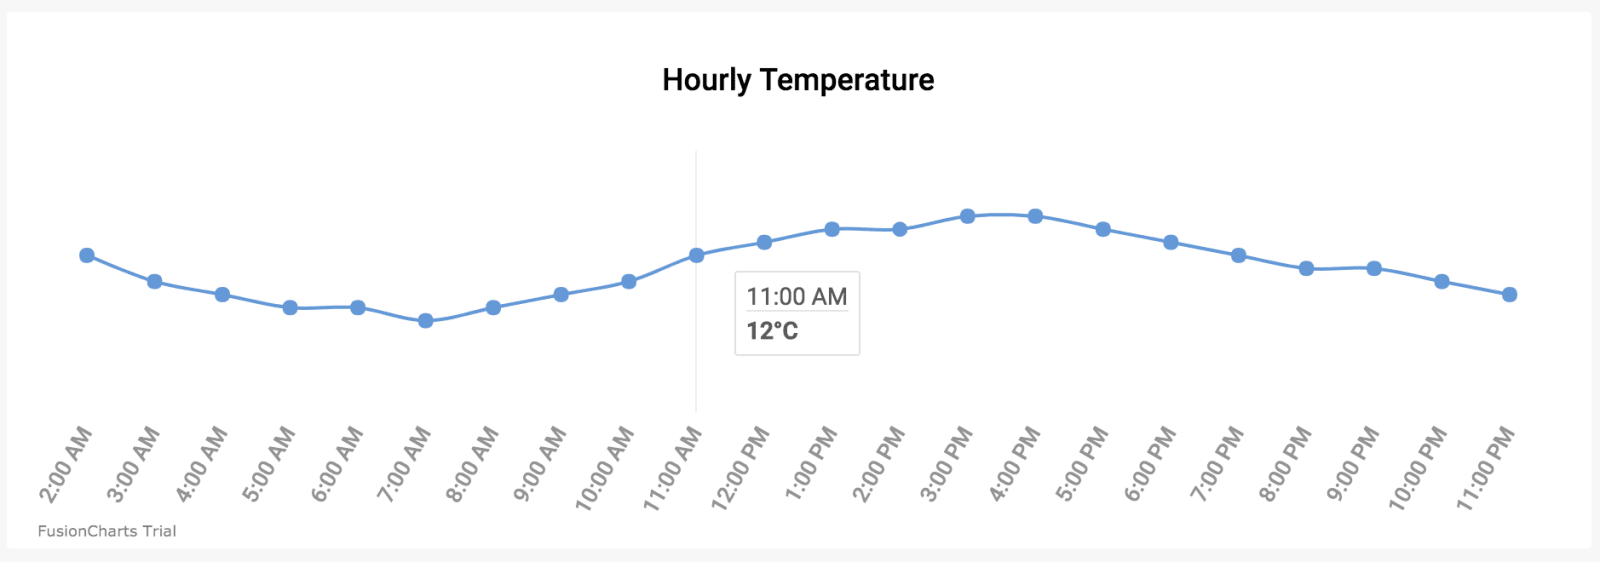 Hourly Temperature
11:00 AM
12°C
2:00 AM
3:00 AM
4:00 AM
5:00 AM
6:00 AM
7:00 AM
8:00 AM
9:00 AM
10:00 AM
11:00 AM
12:00 PM
1:00 PM
2:00 PM
3:00 PM
4:00 PM
5:00 PM
6:00 PM
7:00 PM
8:00 PM
9:00 PM
10:00 PM
11:00 PM
FusionCharts Trial